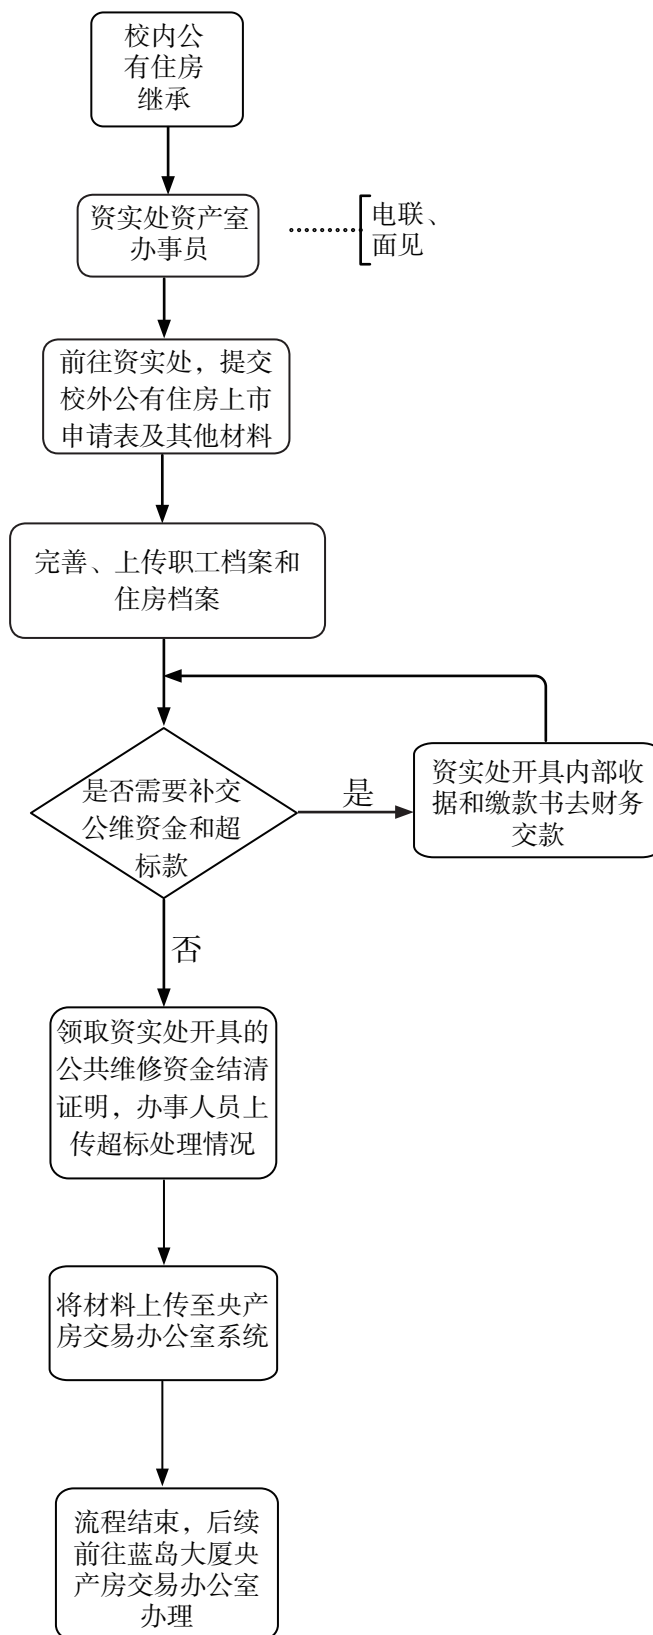 校内公
有住房
继承
资实处资产室
办事员
电联、
面见
前往资实处，提交
校外公有住房上市
申请表及其他材料
完善、上传职工档案和
住房档案
是否需要补交
公维资金和超
标款
是
资实处开具内部收
据和缴款书去财务
交款
否
领取资实处开具的
公共维修资金结清
证明，办事人员上
传超标处理情况
将材料上传至央产
房交易办公室系统
流程结束，后续
前往蓝岛大厦央
产房交易办公室
办理